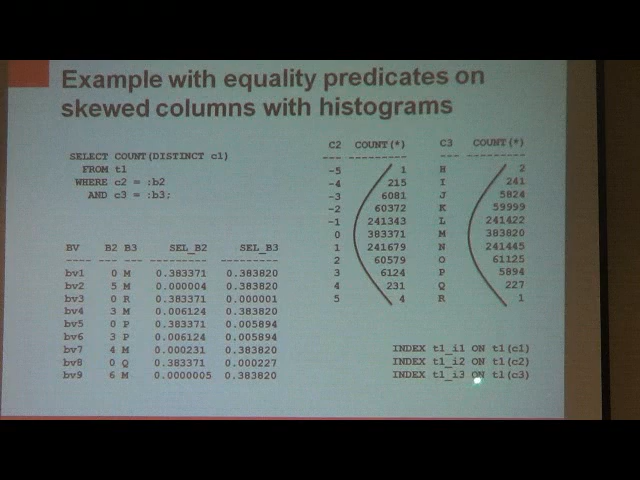 Example with equality predicates on
skewed columns with histograms
SELECT COUNT(DISTINCT c1)
FROM t1
WHERE c2 = :b2
AND c3 = :b3;
BV B2 B3 SEL_B2 SEL_B3
---- --- --- --------- ---------
bv1 0 M 0.383371 0.383820
bv2 5 M 0.000004 0.383820
bv3 0 R 0.383371 0.000001
bv4 3 M 0.006124 0.383820
bv5 0 P 0.383371 0.005894
bv6 3 P 0.006124 0.005894
bv7 4 M 0.000231 0.383820
bv8 0 Q 0.383371 0.000227
bv9 6 M 0.0000005 0.383820
C2 COUNT(*) C3 COUNT(*)
--- --------- --- ---------
-5 1 H 2
-4 215 I 241
-3 6081 J 5824
-2 60372 K 59999
-1 241343 L 241422
0 383371 M 383820
1 241679 N 241445
2 60579 O 61125
3 6124 P 5894
4 231 Q 227
5 4 R 1
INDEX t1_i1 ON t1(c1)
INDEX t1_i2 ON t1(c2)
INDEX t1_i3 ON t1(c3)